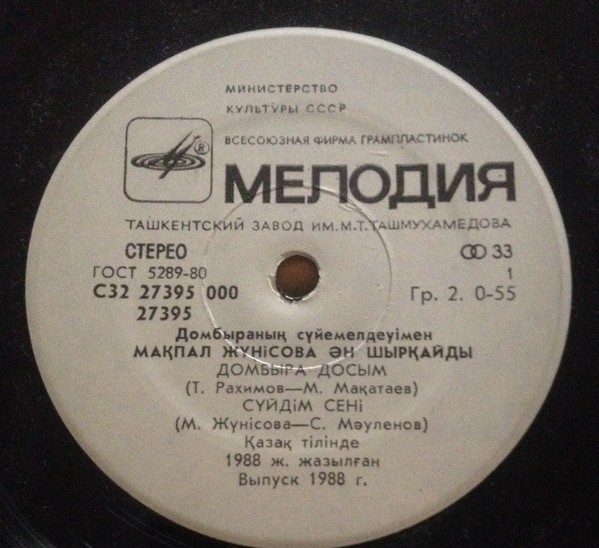 МИНИСТЕРСТВО
КУЛЬТУРЫ СССР
ВСЕСОЮЗНАЯ ФИРМА ГРАМПЛАСТИНОК
®
МЕЛОДИЯ
ТАШКЕНТСКИЙ ЗАВОД ИМ.М.Т.ТАШМУХАМЕДОВА
СТЕРЕО 33
ГОСТ 5289-80 1
С32 27395 000 Гр. 2. 0-55
27395
Домбыраның сүйемелдеуімен
МАҚПАЛ ЖҮНІСОВА ӘН ШЫРҚАЙДЫ
ДОМБЫРА ДОСЫМ
(Т. Рахимов—М. Мақатаев)
СҮЙДІМ СЕНІ
(М. Жүнісова—С. Мәуленов)
Қазақ тілінде
1988 ж. жазылған
Выпуск 1988 г.